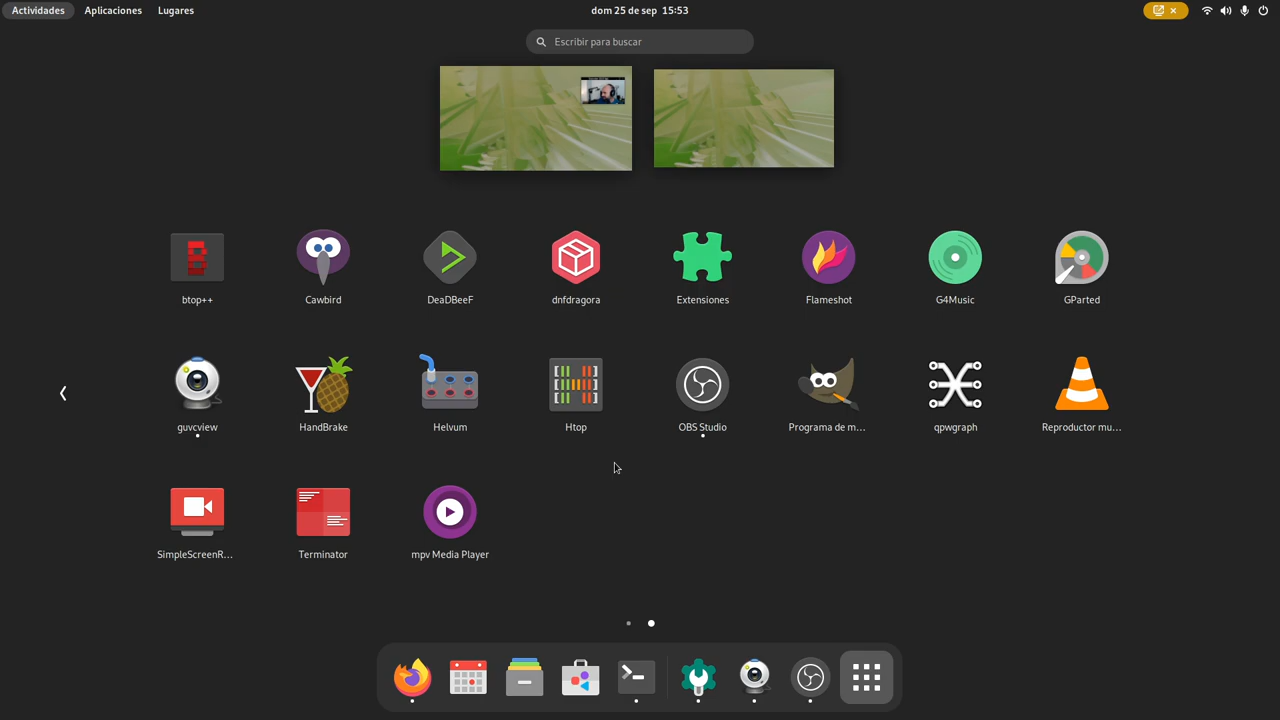 Actividades Aplicaciones Lugares dom 25 de sep 15:53
Escribir para buscar
btop++ Cawbird DeaDBeeF dnfdragora Extensiones Flameshot G4Music GParted
guvcview HandBrake Helvum Htop OBS Studio Programa de m... qpwgraph Reproductor mu...
SimpleScreenR... Terminator mpv Media Player